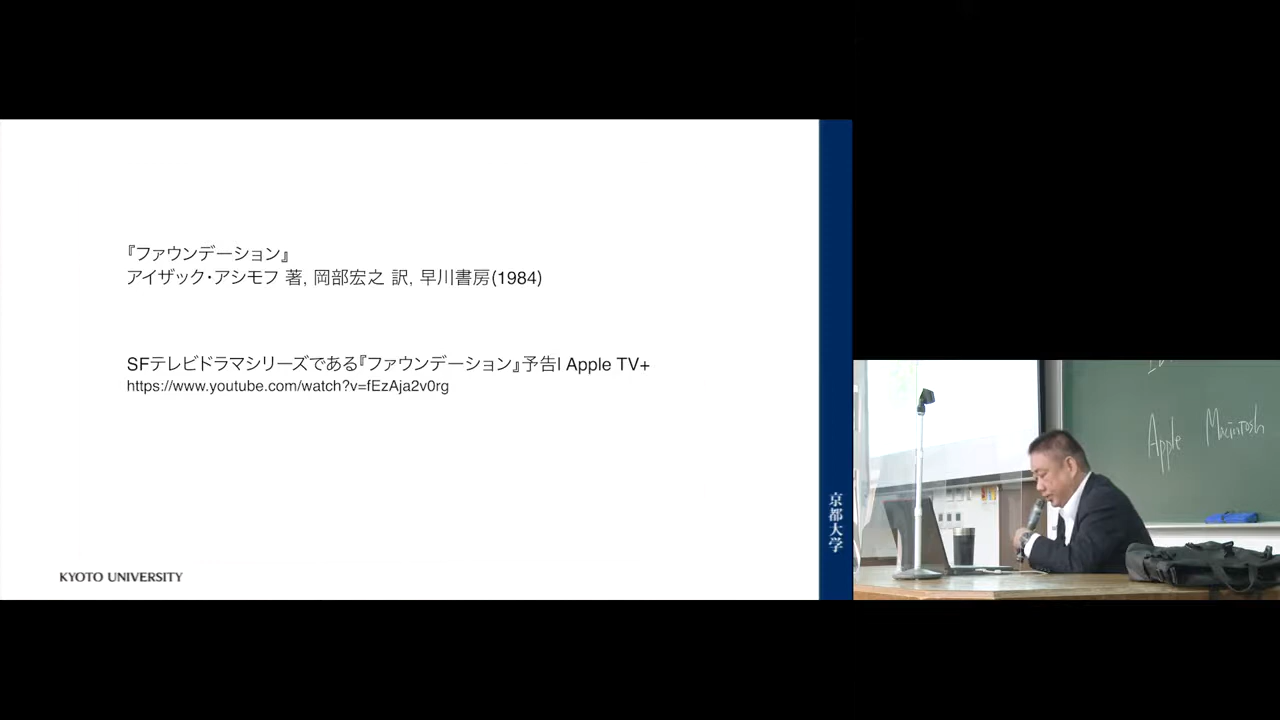 『ファウンデーション』
アイザック・アシモフ 著, 岡部宏之 訳, 早川書房(1984)
SFテレビドラマシリーズである『ファウンデーション』予告| Apple TV+
https://www.youtube.com/watch?v=fEzAja2v0rg
京都大学
KYOTO UNIVERSITY
Apple Macintosh